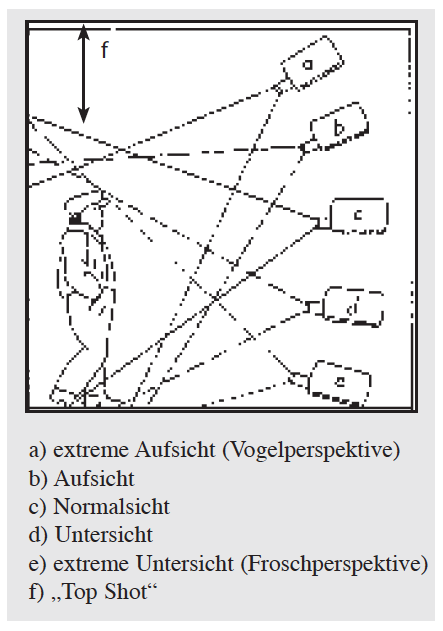 f
a
b
c
d
e
a) extreme Aufsicht (Vogelperspektive)
b) Aufsicht
c) Normalsicht
d) Untersicht
e) extreme Untersicht (Froschperspektive)
f) „Top Shot“